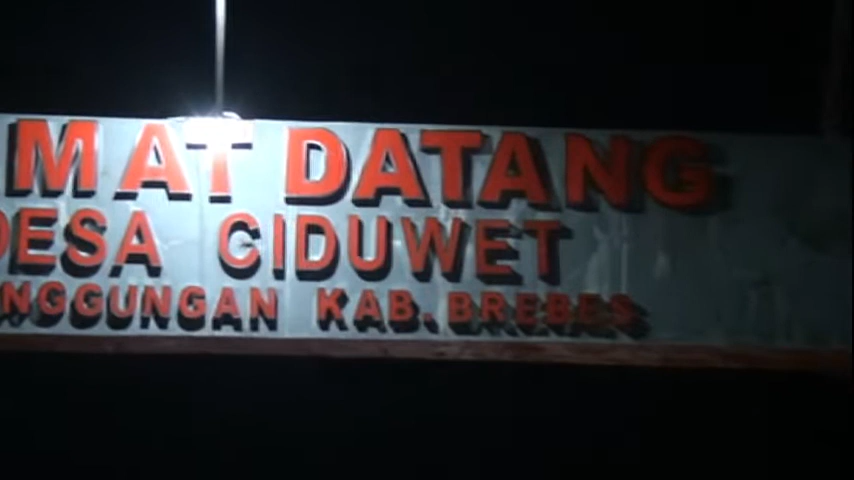 MAT DATANG
DESA CIDUWET
NGGUNGAN KAB. BREBES